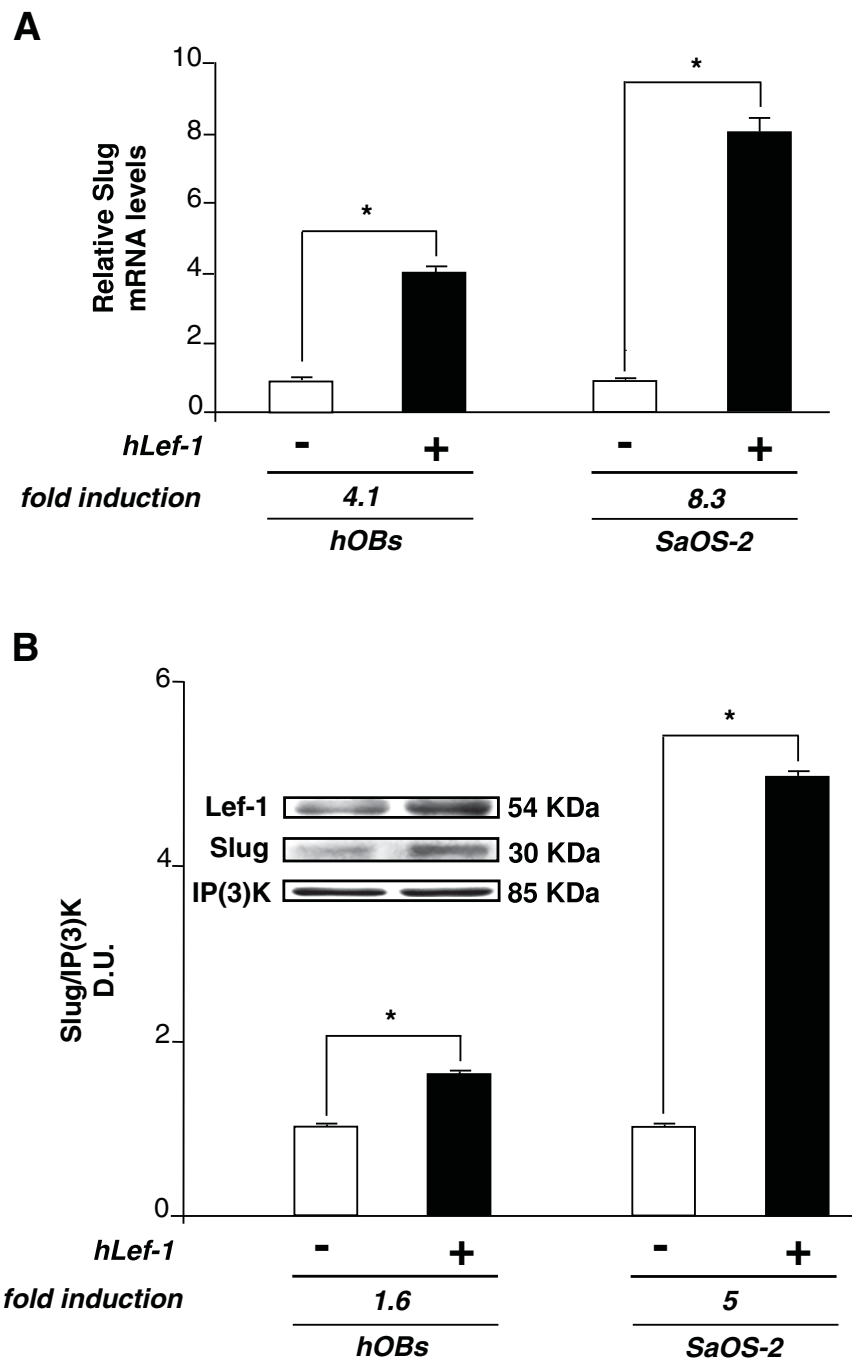 A
10
8
6
4
2
0
Relative Slug
mRNA levels
*
*
hLef-1 - + - +
fold induction 4.1 8.3
hOBs SaOS-2
B
6
4
2
0
Slug/IP(3)K
D.U.
*
*
Lef-1 54 KDa
Slug 30 KDa
IP(3)K 85 KDa
hLef-1 - + - +
fold induction 1.6 5
hOBs SaOS-2